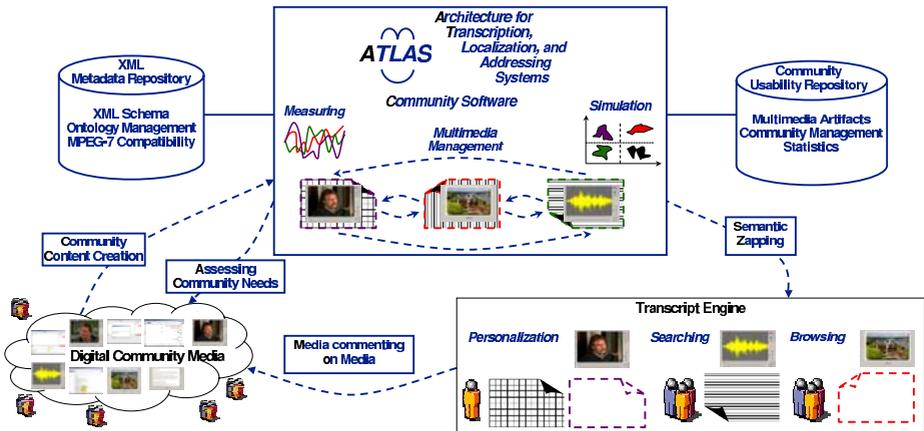 Architecture for
Transcription,
Localization, and
Addressing
Systems
ATLAS
Community Software
XML
Metadata Repository
XML Schema
Ontology Management
MPEG-7 Compatibility
Measuring
Multimedia
Management
Simulation
Community
Usability Repository
Multimedia Artifacts
Community Management
Statistics
Community
Content Creation
Assessing
Community Needs
Semantic
Zapping
Digital Community Media
Media commenting
on Media
Transcript Engine
Personalization
Searching
Browsing